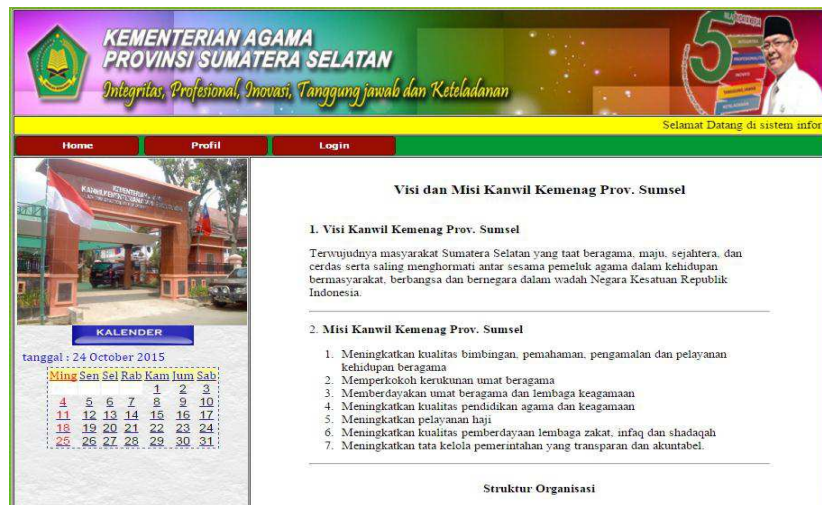 KEMENTERIAN AGAMA
PROVINSI SUMATERA SELATAN
Integritas, Profesional, Inovasi, Tanggung jawab dan Keteladanan
5
Selamat Datang di sistem infor
Home Profil Login
KEMENTERIAN
Visi dan Misi Kanwil Kemenag Prov. Sumsel
1. Visi Kanwil Kemenag Prov. Sumsel
Terwujudnya masyarakat Sumatera Selatan yang taat beragama, maju, sejahtera, dan
cerdas serta saling menghormati antar sesama pemeluk agama dalam kehidupan
bermasyarakat, berbangsa dan bernegara dalam wadah Negara Kesatuan Republik
Indonesia.
2. Misi Kanwil Kemenag Prov. Sumsel
1. Meningkatkan kualitas bimbingan, pemahaman, pengamalan dan pelayanan
kehidupan beragama
2. Memperkokoh kerukunan umat beragama
3. Memberdayakan umat beragama dan lembaga keagamaan
4. Meningkatkan kualitas pendidikan agama dan keagamaan
5. Meningkatkan pelayanan haji
6. Meningkatkan kualitas pemberdayaan lembaga zakat, infaq dan shadaqah
7. Meningkatkan tata kelola pemerintahan yang transparan dan akuntabel.
Struktur Organisasi
KALENDER
tanggal : 24 October 2015
Ming Sen Sel Rab Kam Jum Sab
1 2 3
4 5 6 7 8 9 10
11 12 13 14 15 16 17
18 19 20 21 22 23 24
25 26 27 28 29 30 31